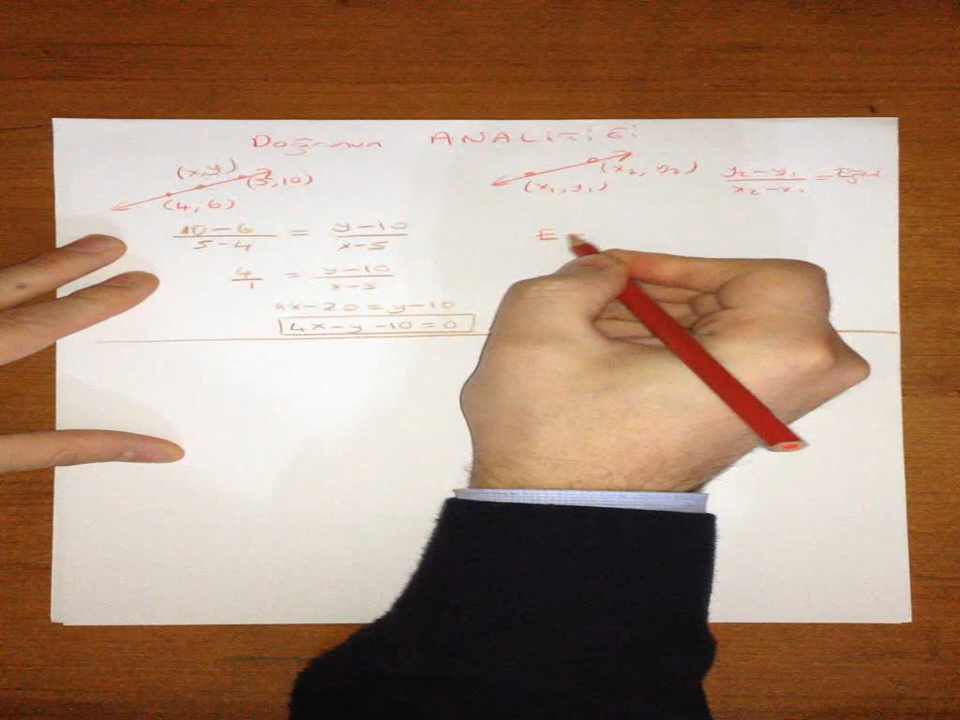 Doğrunun ANALİTİĞİ
(x,y)
(5,10)
(4,6)
10-6/5-4 = y-10/x-5
4/1 = y-10/x-5
4x-20=y-10
4x-y-10=0
(x₂, y₂)
(x₁, y₁)
y₂-y₁/x₂-x₁ = Eğim
E